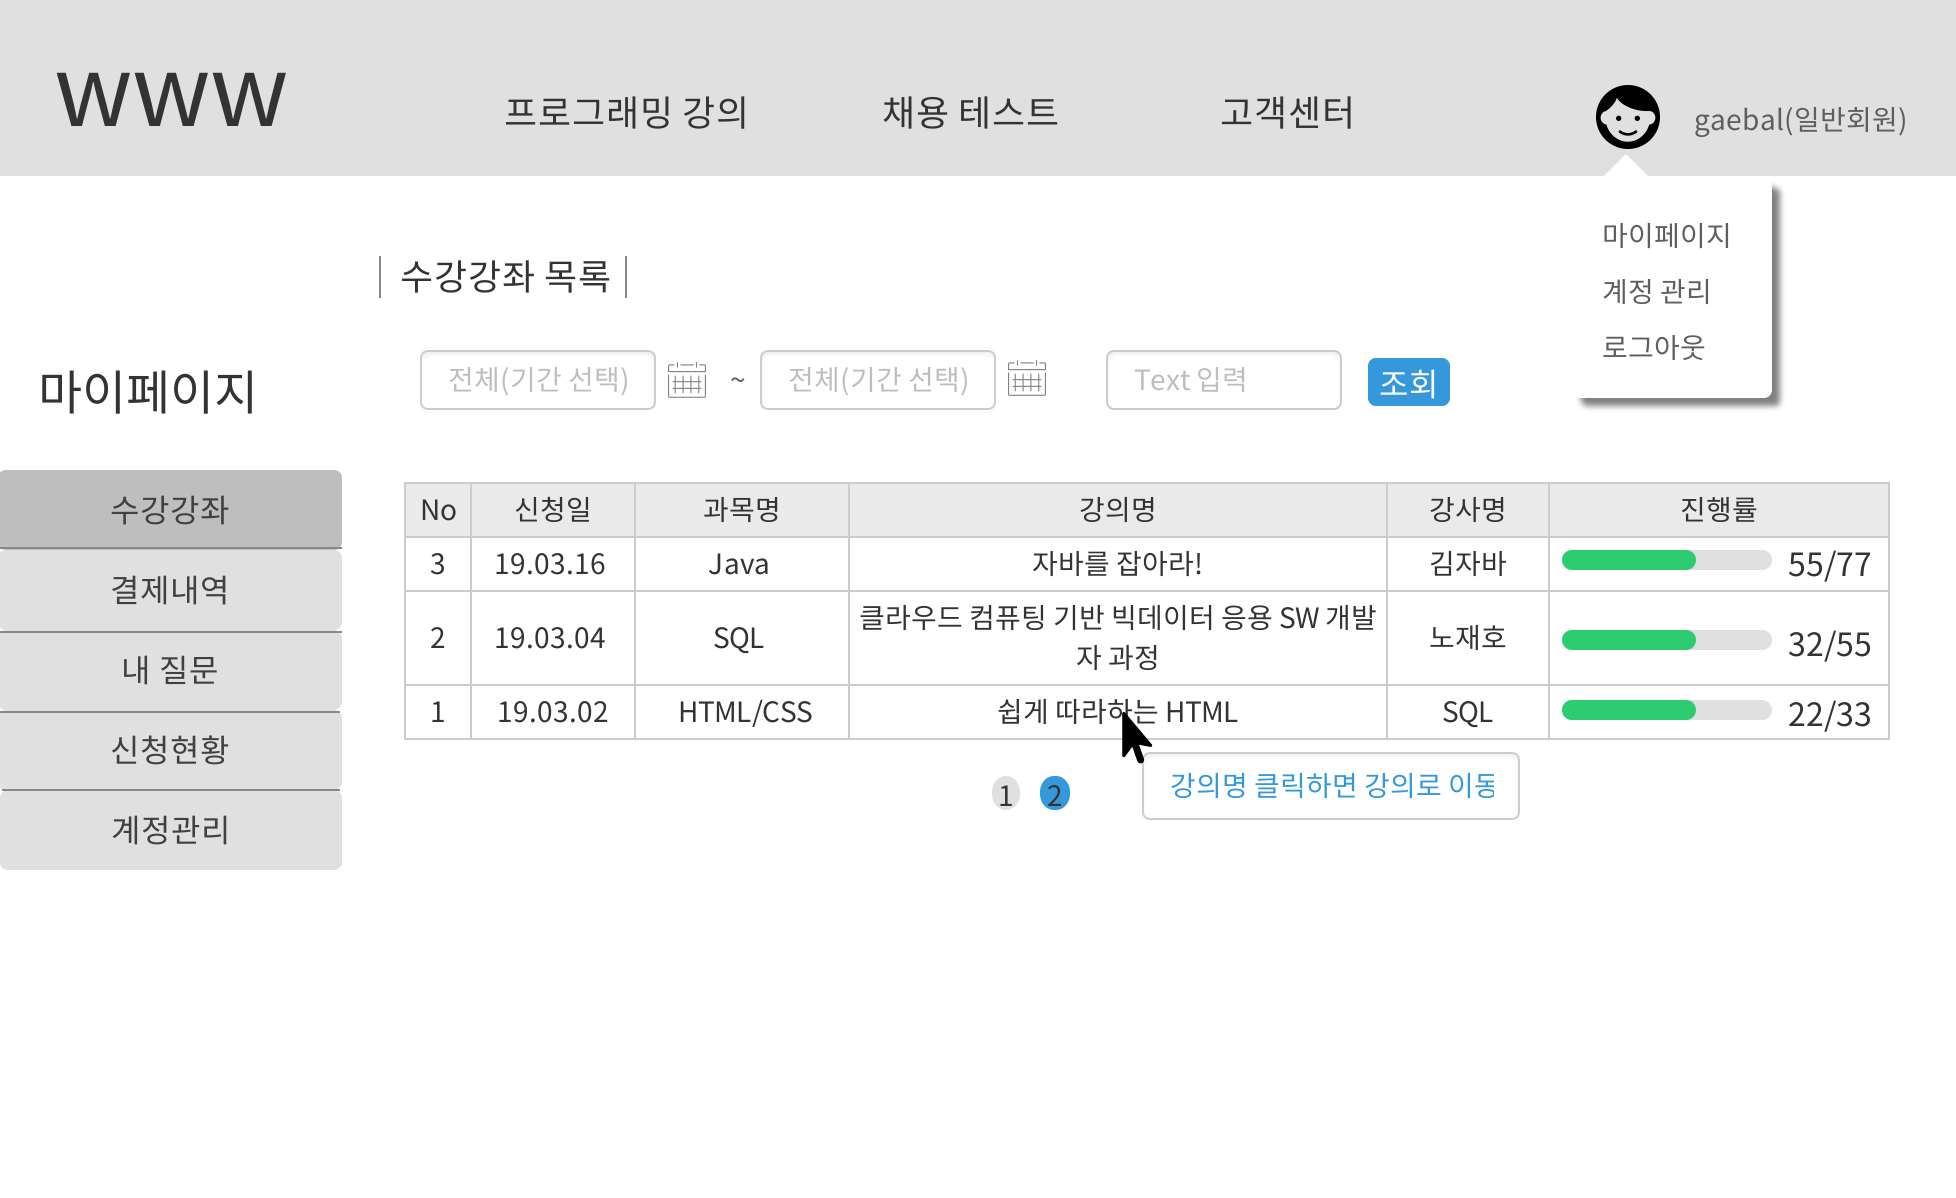 WWW
프로그래밍 강의
채용 테스트
고객센터
gaebal(일반회원)
마이페이지
계정 관리
로그아웃
수강강좌 목록
마이페이지
전체(기간 선택) ~ 전체(기간 선택) Text 입력 조회
수강강좌
결제내역
내 질문
신청현황
계정관리
No 신청일 과목명 강의명 강사명 진행률
3 19.03.16 Java 자바를 잡아라! 김자바 55/77
2 19.03.04 SQL 클라우드 컴퓨팅 기반 빅데이터 응용 SW 개발
자 과정 노재호 32/55
1 19.03.02 HTML/CSS 쉽게 따라하는 HTML SQL 22/33
1 2
강의명 클릭하면 강의로 이동